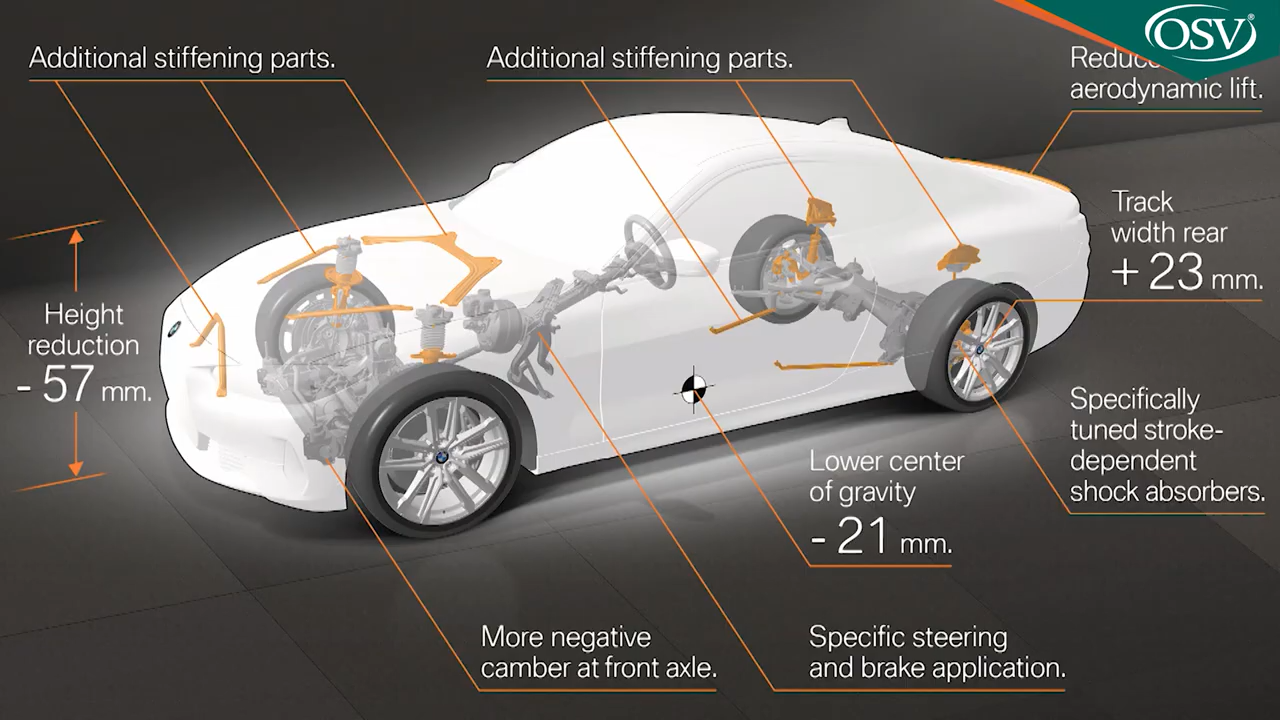 OSV
Additional stiffening parts.
Additional stiffening parts.
aerodynamic lift.
Track
width rear
+ 23 mm.
Height
reduction
- 57 mm.
Specifically
tuned stroke-
dependent
shock absorbers.
Lower center
of gravity
- 21 mm.
More negative
camber at front axle.
Specific steering
and brake application.